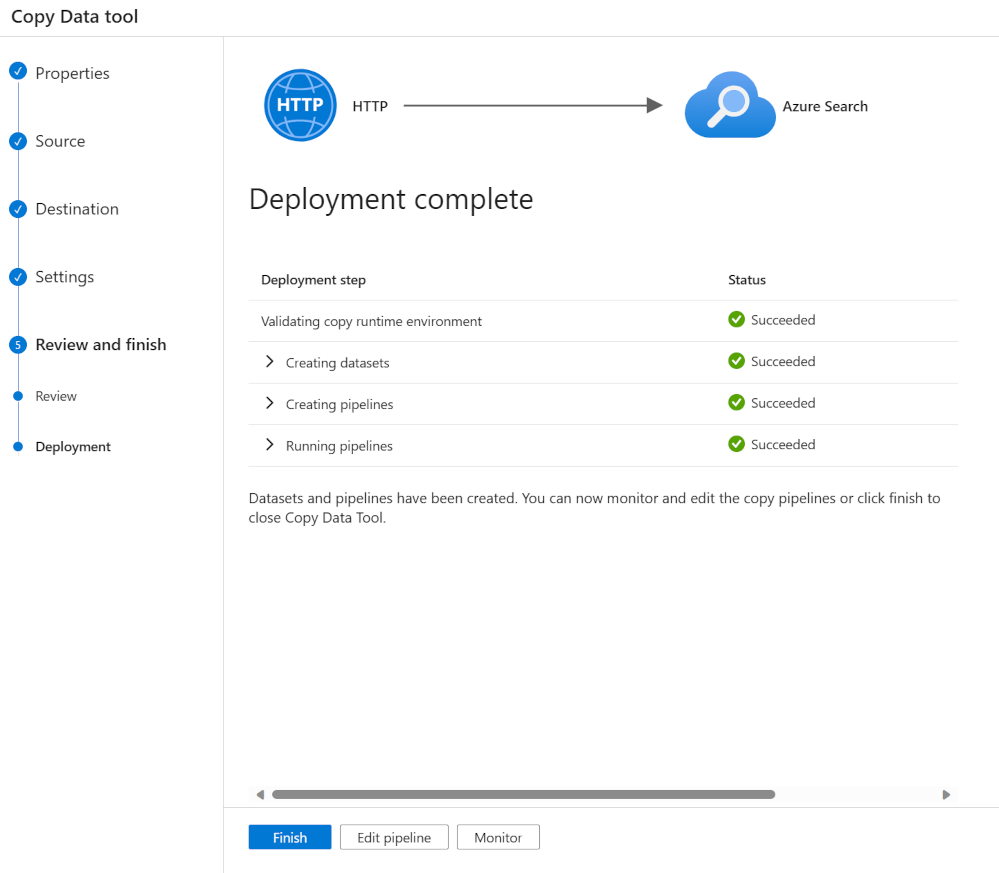 Copy Data tool
Properties
Source
Destination
Settings
5 Review and finish
Review
Deployment
HTTP HTTP Azure Search
Deployment complete
Deployment step Status
Validating copy runtime environment Succeeded
Creating datasets Succeeded
Creating pipelines Succeeded
Running pipelines Succeeded
Datasets and pipelines have been created. You can now monitor and edit the copy pipelines or click finish to
close Copy Data Tool.
Finish Edit pipeline Monitor